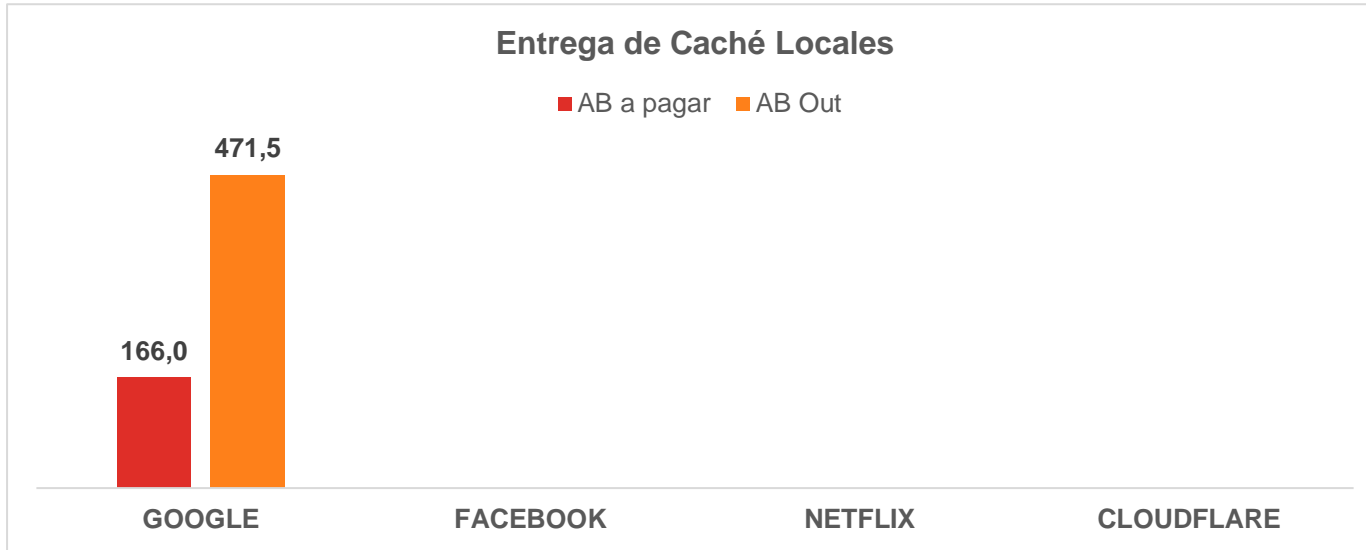 Entrega de Caché Locales
AB a pagar AB Out
471,5
166,0
GOOGLE FACEBOOK NETFLIX CLOUDFLARE